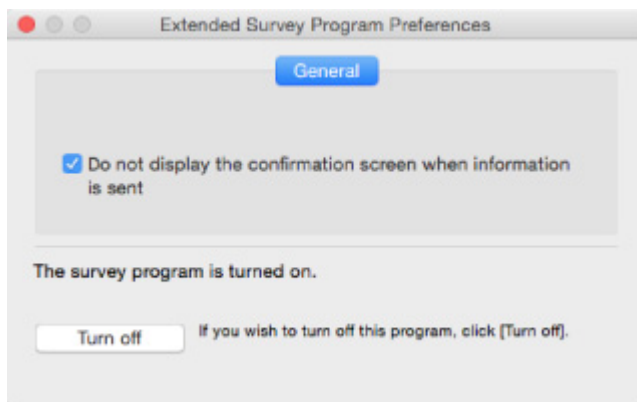 Extended Survey Program Preferences
General
Do not display the confirmation screen when information
is sent
The survey program is turned on.
Turn off
If you wish to turn off this program, click [Turn off].